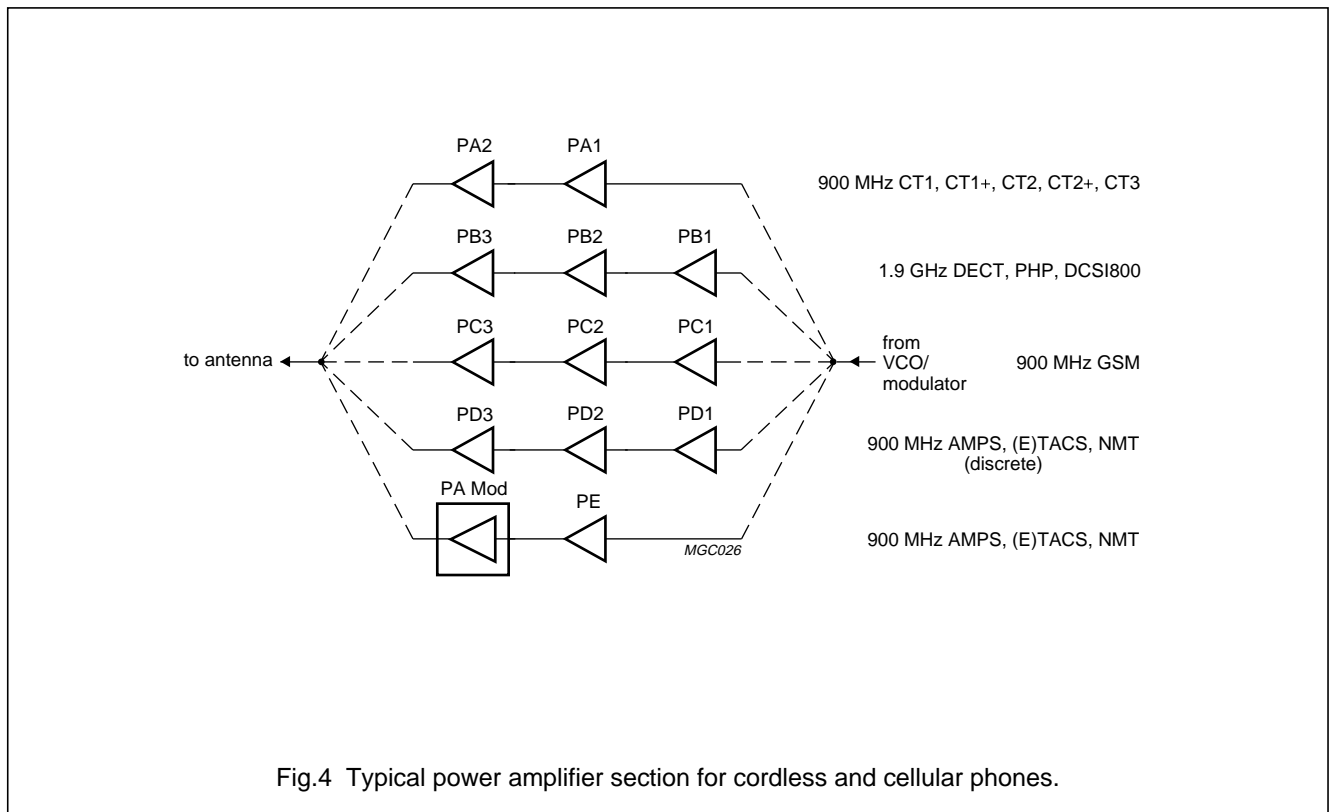 PA2 PA1
900 MHz CT1, CT1+, CT2, CT2+, CT3
PB3 PB2 PB1
1.9 GHz DECT, PHP, DCSI800
PC3 PC2 PC1
to antenna
from
VCO/
modulator
900 MHz GSM
PD3 PD2 PD1
900 MHz AMPS, (E)TACS, NMT
(discrete)
PA Mod PE
MGC026
900 MHz AMPS, (E)TACS, NMT
Fig.4 Typical power amplifier section for cordless and cellular phones.